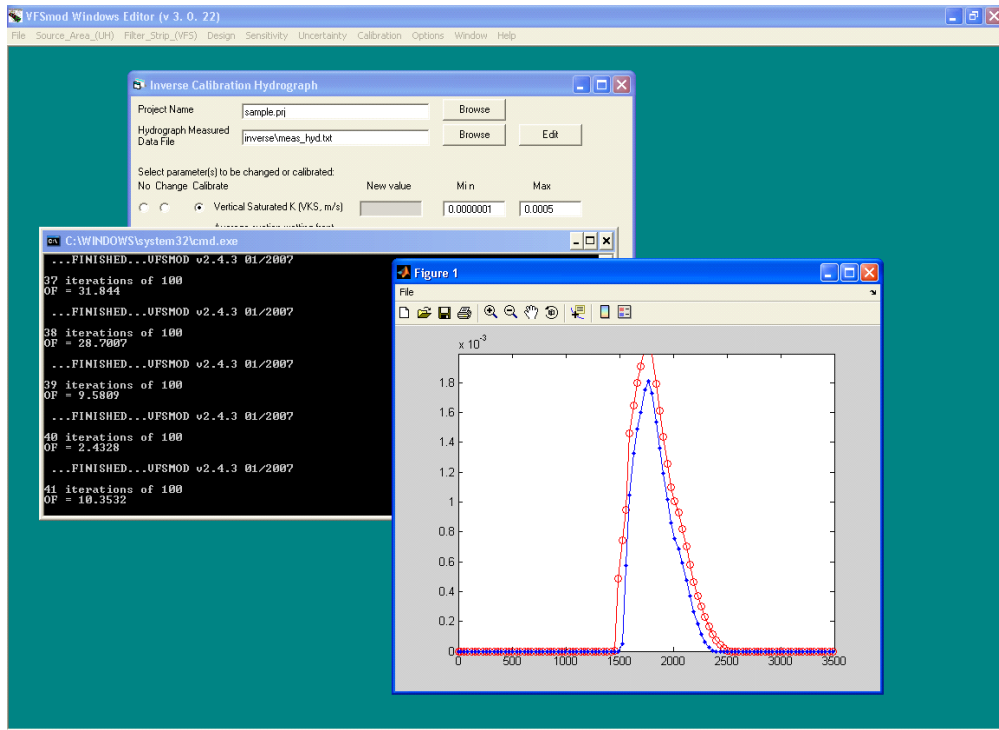 VFSmod Windows Editor (v 3. 0. 22)
File Source_Area_(UH) Filter_Strip_(VFS) Design Sensitivity Uncertainty Calibration Options Window Help
Inverse Calibration Hydrograph
Project Name sample.prj Browse
Hydrograph Measured
Data File inverse\meas_hyd.txt Browse Edit
Select parameter(s) to be changed or calibrated:
No Change Calibrate New value Min Max
Vertical Saturated K (VKS, m/s) 0.0000001 0.0005
C:\WINDOWS\system32\cmd.exe
...FINISHED...VFSMOD v2.4.3 01/2007
37 iterations of 100
OF = 31.844
...FINISHED...VFSMOD v2.4.3 01/2007
38 iterations of 100
OF = 28.7007
...FINISHED...VFSMOD v2.4.3 01/2007
39 iterations of 100
OF = 9.5809
...FINISHED...VFSMOD v2.4.3 01/2007
40 iterations of 100
OF = 2.4328
...FINISHED...VFSMOD v2.4.3 01/2007
41 iterations of 100
OF = 10.3532
Figure 1
File
x 10^-3
1.8
1.6
1.4
1.2
1
0.8
0.6
0.4
0.2
0
0 500 1000 1500 2000 2500 3000 3500